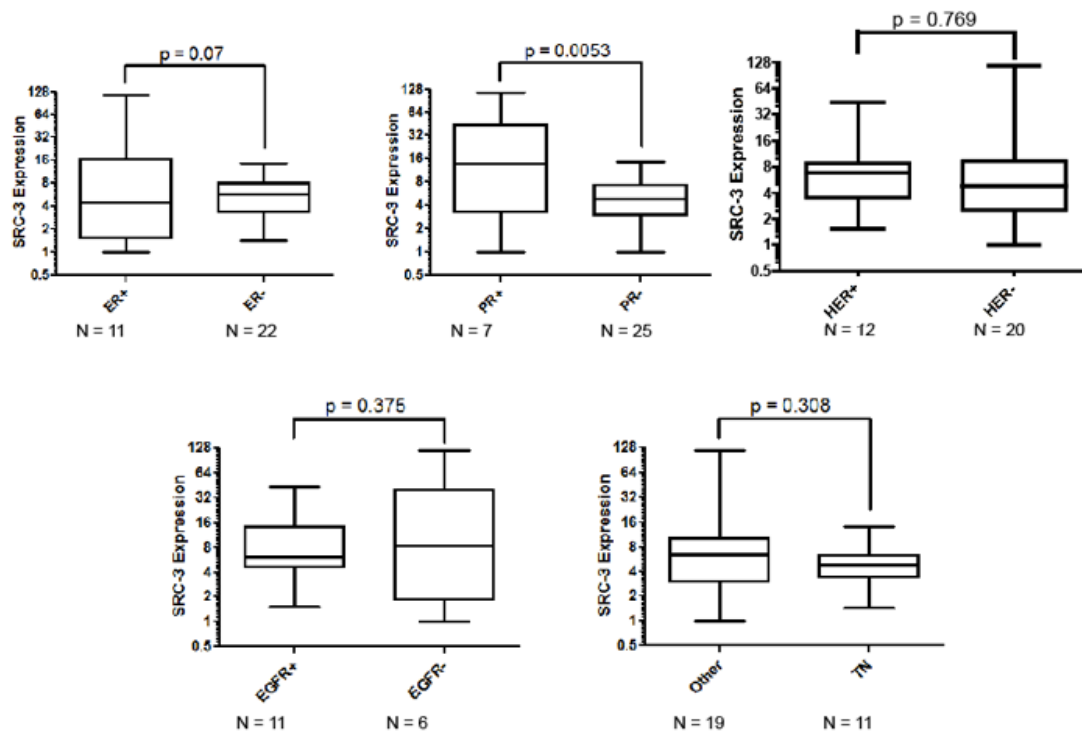 p = 0.07
SRC-3 Expression
128
64
32
16
8
4
2
1
0.5
ER+
ER-
N = 11
N = 22
p = 0.0053
SRC-3 Expression
128
64
32
16
8
4
2
1
0.5
PR+
PR-
N = 7
N = 25
p = 0.769
SRC-3 Expression
128
64
32
16
8
4
2
1
0.5
HER+
HER-
N = 12
N = 20
p = 0.375
SRC-3 Expression
128
64
32
16
8
4
2
1
0.5
EGFR+
EGFR-
N = 11
N = 6
p = 0.308
SRC-3 Expression
128
64
32
16
8
4
2
1
0.5
Other
TN
N = 19
N = 11